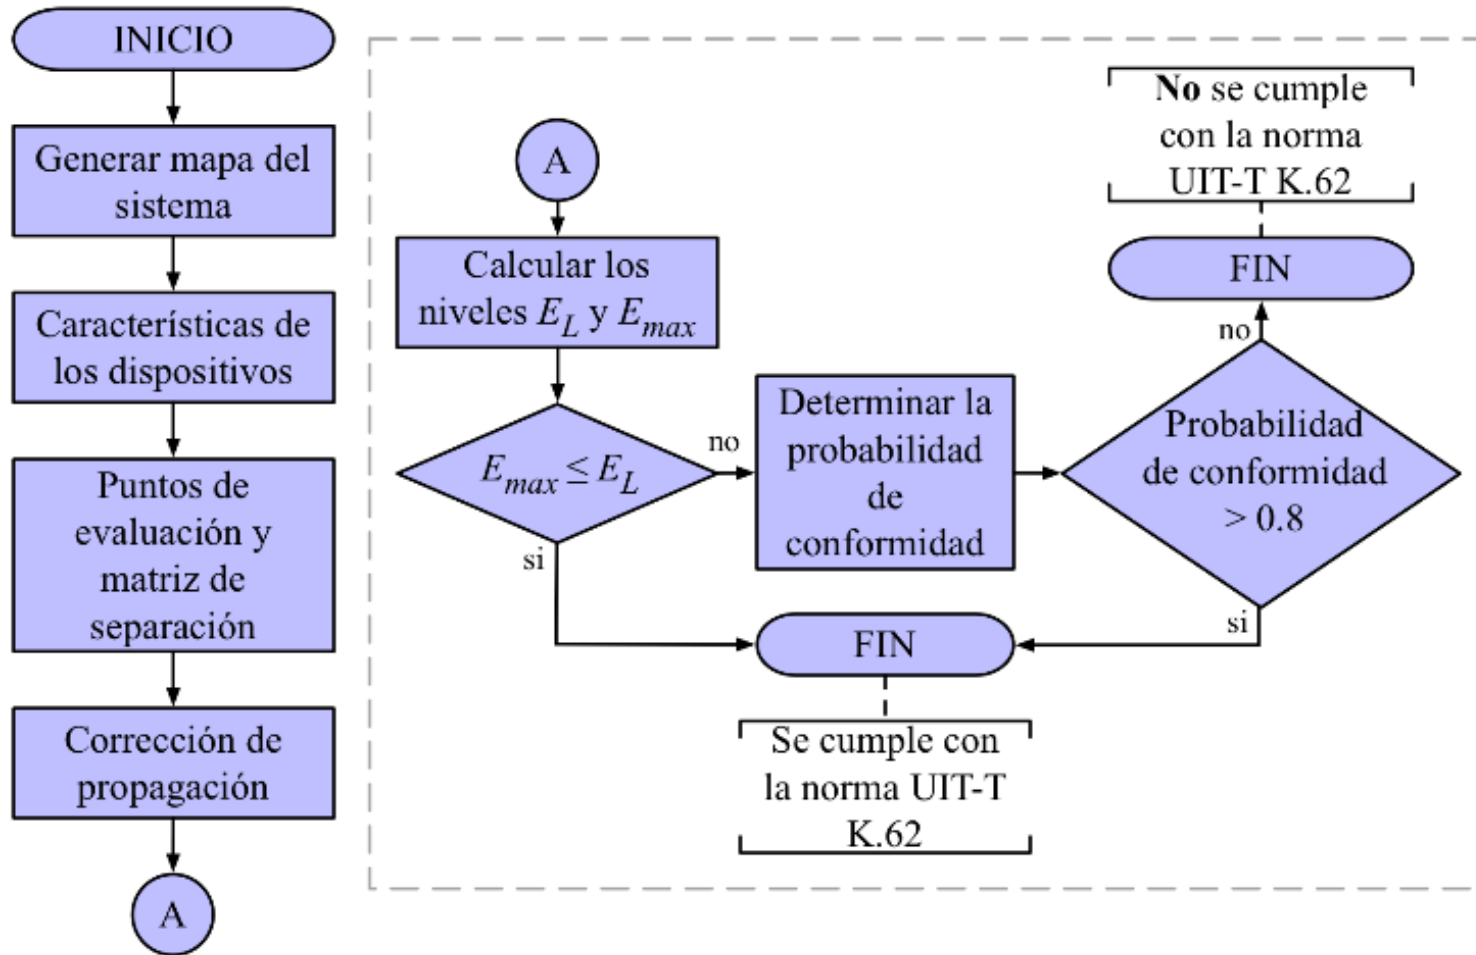 INICIO
Generar mapa del
sistema
Característícas de
los dispositivos
Puntos de
evaluación y
matriz de
separación
Corrección de
propagación
A
A
Calcular los
niveles E_L y E_max
E_max ≤ E_L
no
si
Determinar la
probabilidad
de
conformidad
Probabilidad
de conformidad
> 0.8
no
si
FIN
No se cumple
con la norma
UIT-T K.62
FIN
Se cumple con
la norma UIT-T
K.62